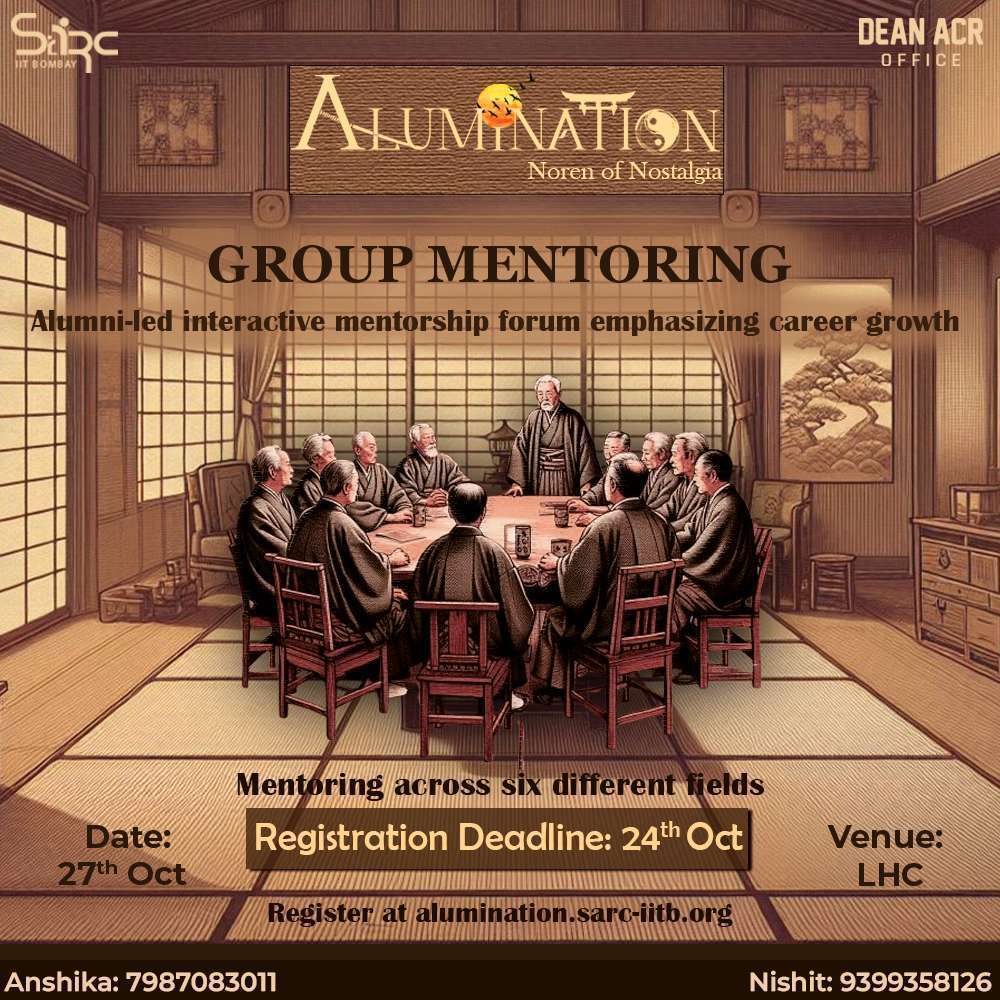 SARC
IIT BOMBAY
DEAN ACR
OFFICE
ALUMINATION
Noren of Nostalgia
GROUP MENTORING
Alumni-led interactive mentorship forum emphasizing career growth
Mentoring across six different fields
Date:
27th Oct
Registration Deadline: 24th Oct
Venue:
LHC
Register at alumination.sarc-iitb.org
Anshika: 7987083011
Nishit: 9399358126